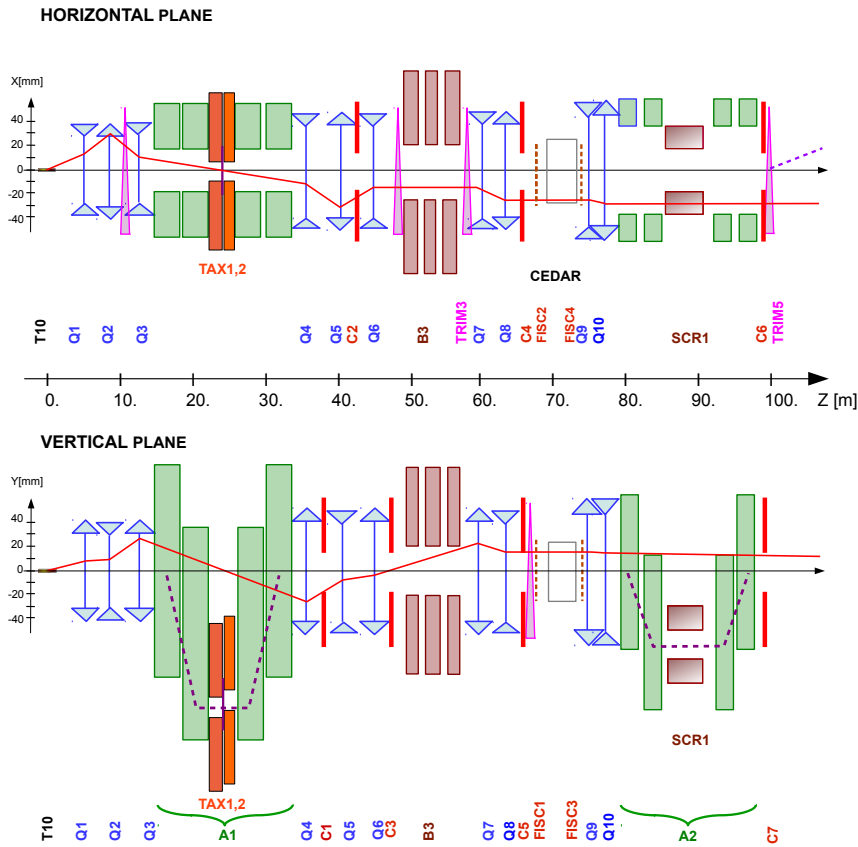 HORIZONTAL PLANE
X[mm]
40
20
0
-20
-40
TAX1,2
CEDAR
T10 Q1 Q2 Q3 Q4 Q5 C2 Q6 B3 TRIM3 Q7 Q8 C4 FISC2 FISC4 Q9 Q10 SCR1 C6 TRIM5
0. 10. 20. 30. 40. 50. 60. 70. 80. 90. 100. Z [m]
VERTICAL PLANE
Y[mm]
40
20
0
-20
-40
SCR1
TAX1,2
T10 Q1 Q2 Q3 A1 Q4 C1 Q5 Q6 C3 B3 Q7 Q8 C5 FISC1 FISC3 Q9 Q10 A2 C7